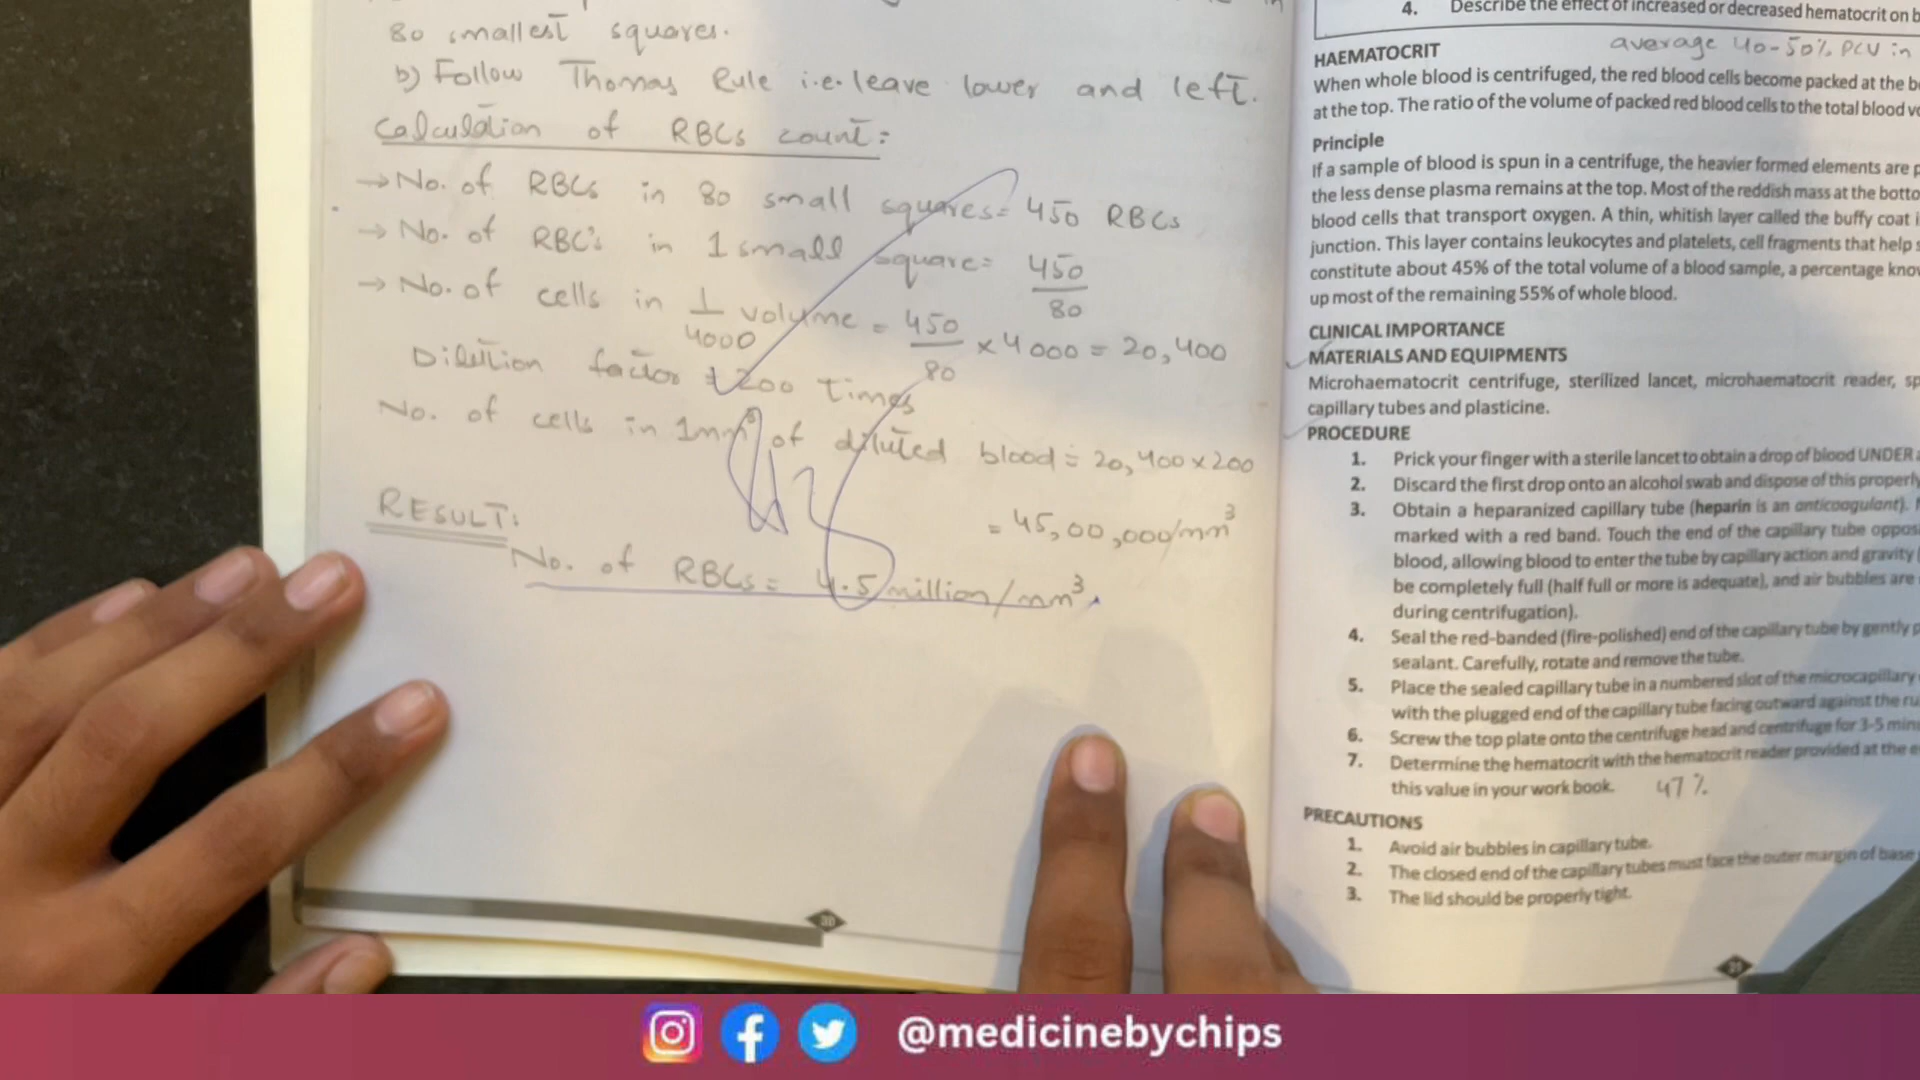 80 smallest squares.
b) Follow Thomas Rule i.e. leave lower and left.
Calculation of RBCs count:
→ No. of RBCs in 80 small squares = 450 RBCs
→ No. of RBC's in 1 small square = 450/80
→ No. of cells in 1/4000 volume = 450/80 × 4000 = 20,400
Dilution factor 200 times
No. of cells in 1mm³ of diluted blood = 20,400 × 200
= 45,00,000/mm³
RESULT:
No. of RBCs = 4.5 million/mm³.
30
4. Describe the effect of increased or decreased hematocrit on
average 40-50% PCV in
HAEMATOCRIT
When whole blood is centrifuged, the red blood cells become packed at the
at the top. The ratio of the volume of packed red blood cells to the total blood
Principle
If a sample of blood is spun in a centrifuge, the heavier formed elements are
the less dense plasma remains at the top. Most of the reddish mass at the
blood cells that transport oxygen. A thin, whitish layer called the buffy coat
junction. This layer contains leukocytes and platelets, cell fragments that help
constitute about 45% of the total volume of a blood sample, a percentage
up most of the remaining 55% of whole blood.
CLINICAL IMPORTANCE
MATERIALS AND EQUIPMENTS
Microhaematocrit centrifuge, sterilized lancet, microhaematocrit reader,
capillary tubes and plasticine.
PROCEDURE
1. Prick your finger with a sterile lancet to obtain a drop of blood UNDER
2. Discard the first drop onto an alcohol swab and dispose of this properly
3. Obtain a heparanized capillary tube (heparin is an anticoagulant).
marked with a red band. Touch the end of the capillary tube
blood, allowing blood to enter the tube by capillary action and gravity
be completely full (half full or more is adequate), and air bubbles are
during centrifugation).
4. Seal the red-banded (fire-polished) end of the capillary tube by gently
sealant. Carefully, rotate and remove the tube.
5. Place the sealed capillary tube in a numbered slot of the microcapillary
with the plugged end of the capillary tube facing outward against the
6. Screw the top plate onto the centrifuge head and centrifuge for 3-5
7. Determine the hematocrit with the hematocrit reader provided at the
this value in your work book. 47%
PRECAUTIONS
1. Avoid air bubbles in capillary tube.
2. The closed end of the capillary tubes must face the outer margin of base
3. The lid should be properly tight.
@medicinebychips